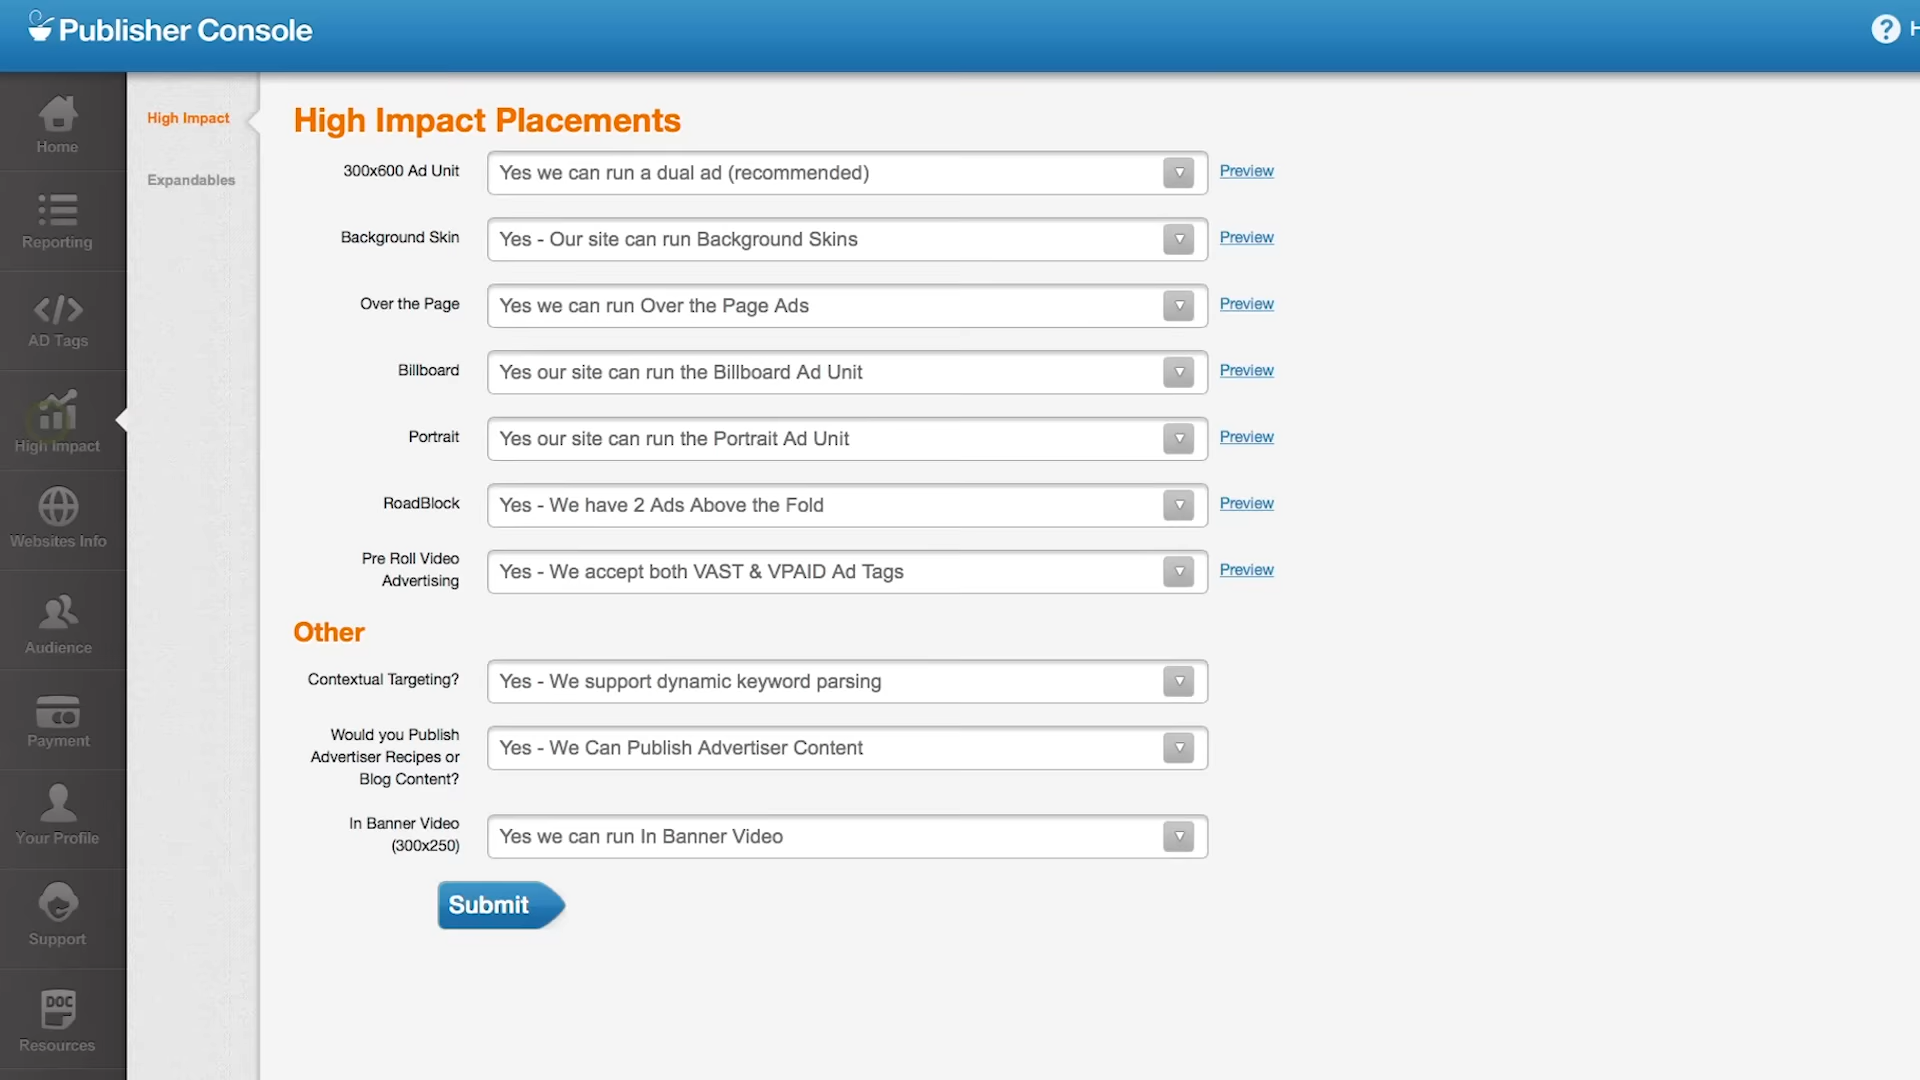 Publisher Console
?
Home
Reporting
AD Tags
High Impact
Websites Info
Audience
Payment
Your Profile
Support
DOC
Resources
High Impact
Expandables
High Impact Placements
300x600 Ad Unit Yes we can run a dual ad (recommended) Preview
Background Skin Yes - Our site can run Background Skins Preview
Over the Page Yes we can run Over the Page Ads Preview
Billboard Yes our site can run the Billboard Ad Unit Preview
Portrait Yes our site can run the Portrait Ad Unit Preview
RoadBlock Yes - We have 2 Ads Above the Fold Preview
Pre Roll Video
Advertising
Yes - We accept both VAST & VPAID Ad Tags Preview
Other
Contextual Targeting? Yes - We support dynamic keyword parsing
Would you Publish
Advertiser Recipes or
Blog Content?
Yes - We Can Publish Advertiser Content
In Banner Video
(300x250)
Yes we can run In Banner Video
Submit